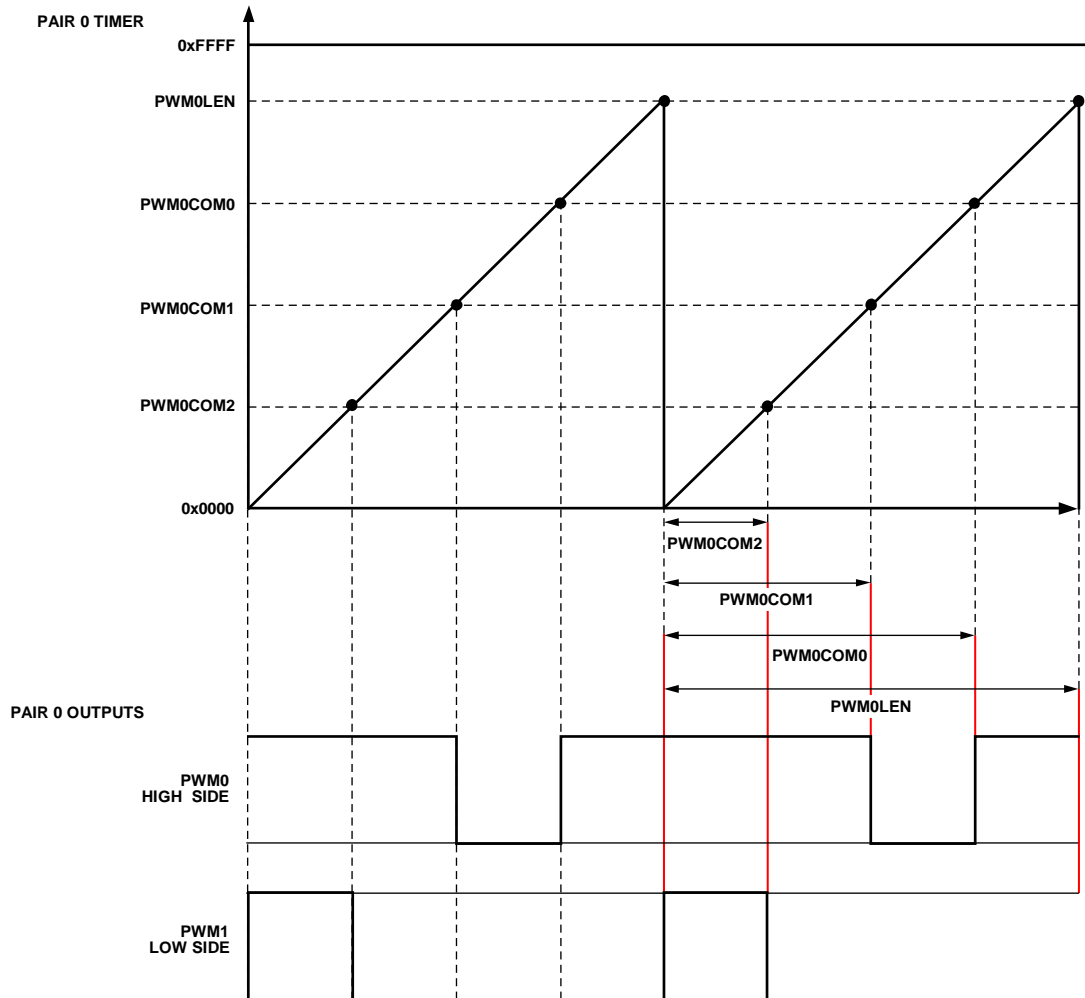 PAIR 0 TIMER
0xFFFF
PWM0LEN
PWM0COM0
PWM0COM1
PWM0COM2
0x0000
PWM0COM2
PWM0COM1
PWM0COM0
PWM0LEN
PAIR 0 OUTPUTS
PWM0
HIGH SIDE
PWM1
LOW SIDE